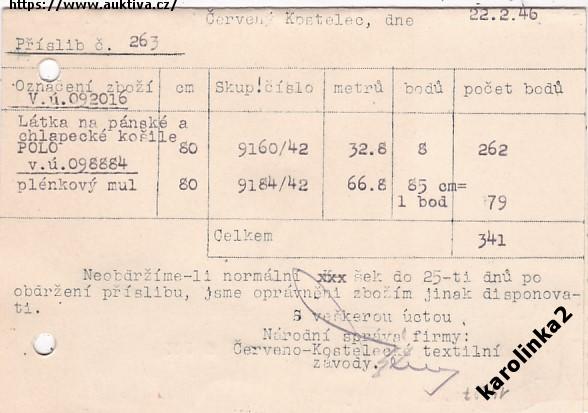 https://www.auktiva.cz/
Červený Kostelec, dne 22.2.46
Příslib č. 263
Označení zboží cm Skup!číslo metrů bodů počet bodů
V.ú.092016
Látka na pánské a
chlapecké košile
POLO 80 9160/42 32.8 8 262
v.ú.098884
plénkový mul 80 9184/42 66.8 85 cm=
1 bod 79
Celkem 341
Neobdržíme-li normální xxx šek do 25-ti dnů po
obdržení příslibu, jsme oprávněni zbožím jinak disponova-
ti.
S veškerou úctou
Národní správa firmy:
Červeno-Kostelecké textilní
závody.
karolinka2